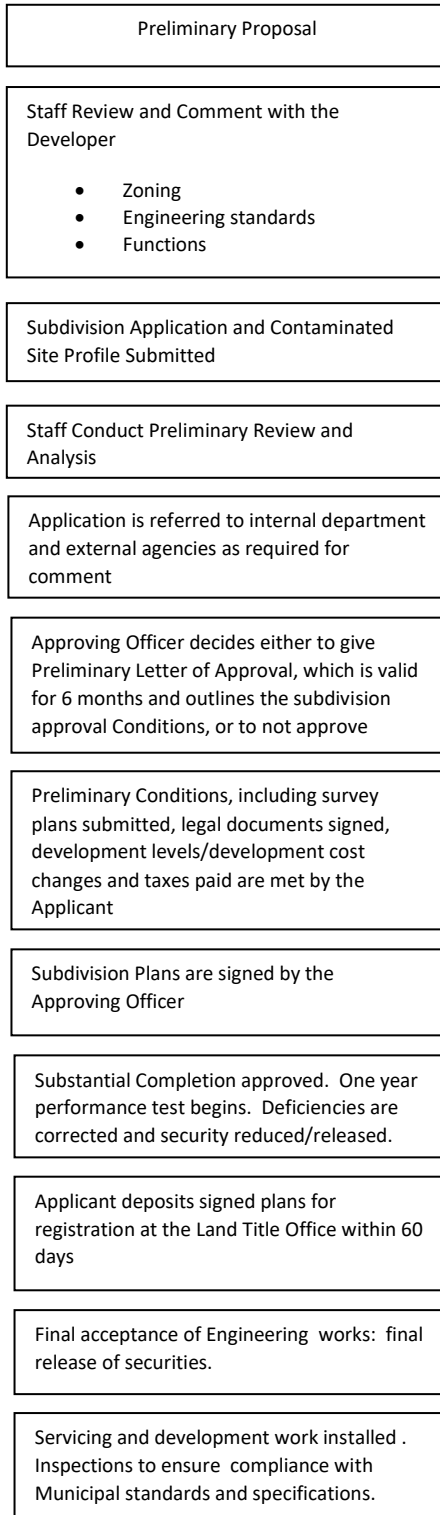 Preliminary Proposal
Staff Review and Comment with the
Developer
• Zoning
• Engineering standards
• Functions
Subdivision Application and Contaminated
Site Profile Submitted
Staff Conduct Preliminary Review and
Analysis
Application is referred to internal department
and external agencies as required for
comment
Approving Officer decides either to give
Preliminary Letter of Approval, which is valid
for 6 months and outlines the subdivision
approval Conditions, or to not approve
Preliminary Conditions, including survey
plans submitted, legal documents signed,
development levels/development cost
changes and taxes paid are met by the
Applicant
Subdivision Plans are signed by the
Approving Officer
Substantial Completion approved.  One year
performance test begins.  Deficiencies are
corrected and security reduced/released.
Applicant deposits signed plans for
registration at the Land Title Office within 60
days
Final acceptance of Engineering  works:  final
release of securities.
Servicing and development work installed .
Inspections to ensure  compliance with
Municipal standards and specifications.